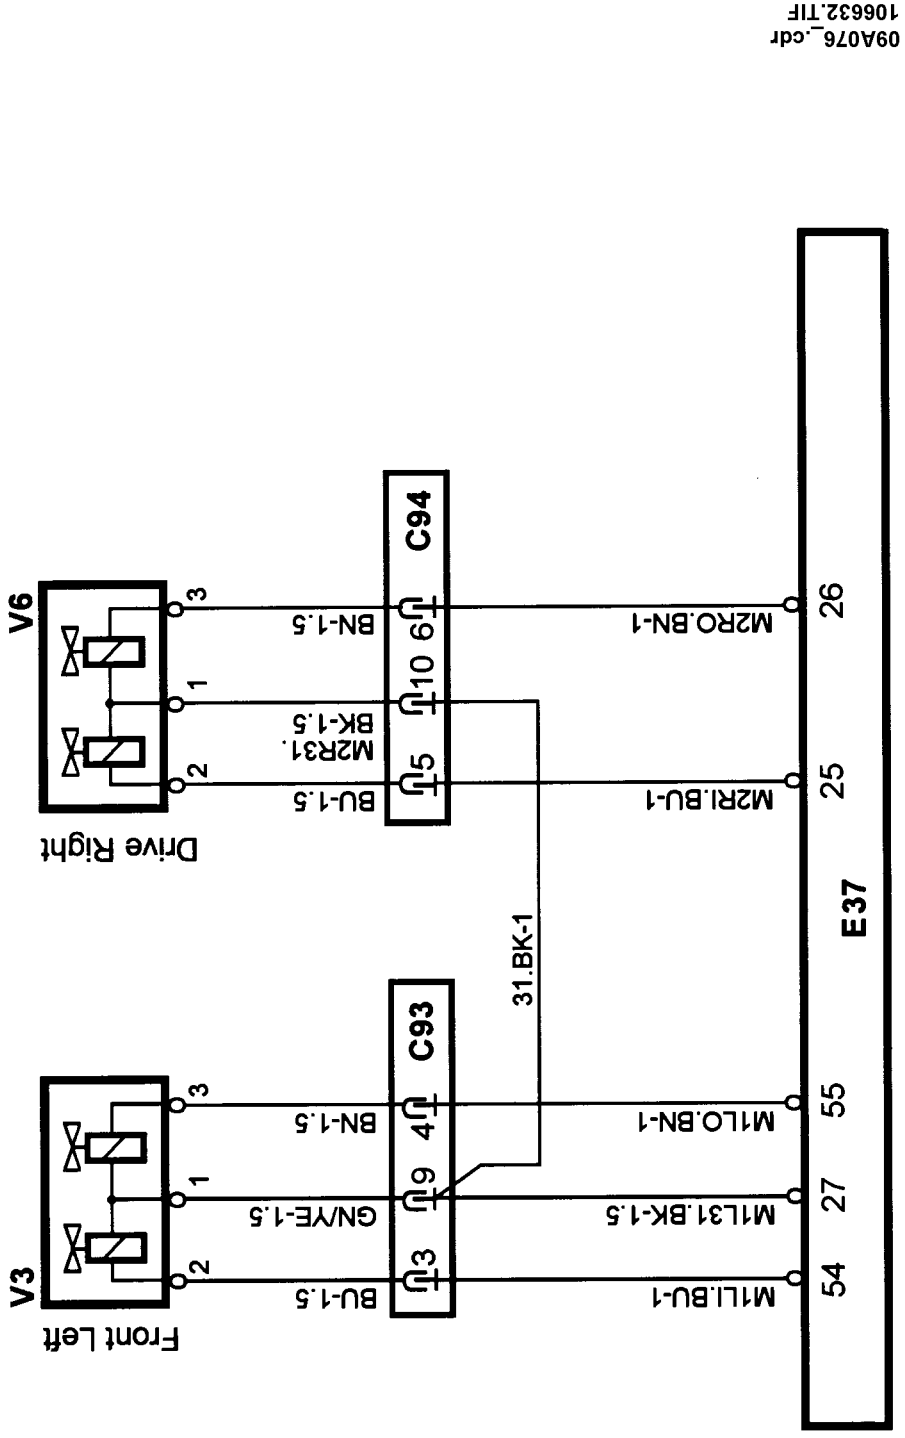 106632.TIF
09A076_.cdr
V6
3
1
2
BN-1.5
BK-1.5
M2R31.
BU-1.5
Drive Right
C94
6
10
5
M2RO.BN-1
M2RI.BU-1
26
25
31.BK-1
E37
V3
3
1
2
BN-1.5
GN/YE-1.5
BU-1.5
Front Left
C93
4
9
3
M1LO.BN-1
M1L31.BK-1.5
M1LI.BU-1
55
27
54